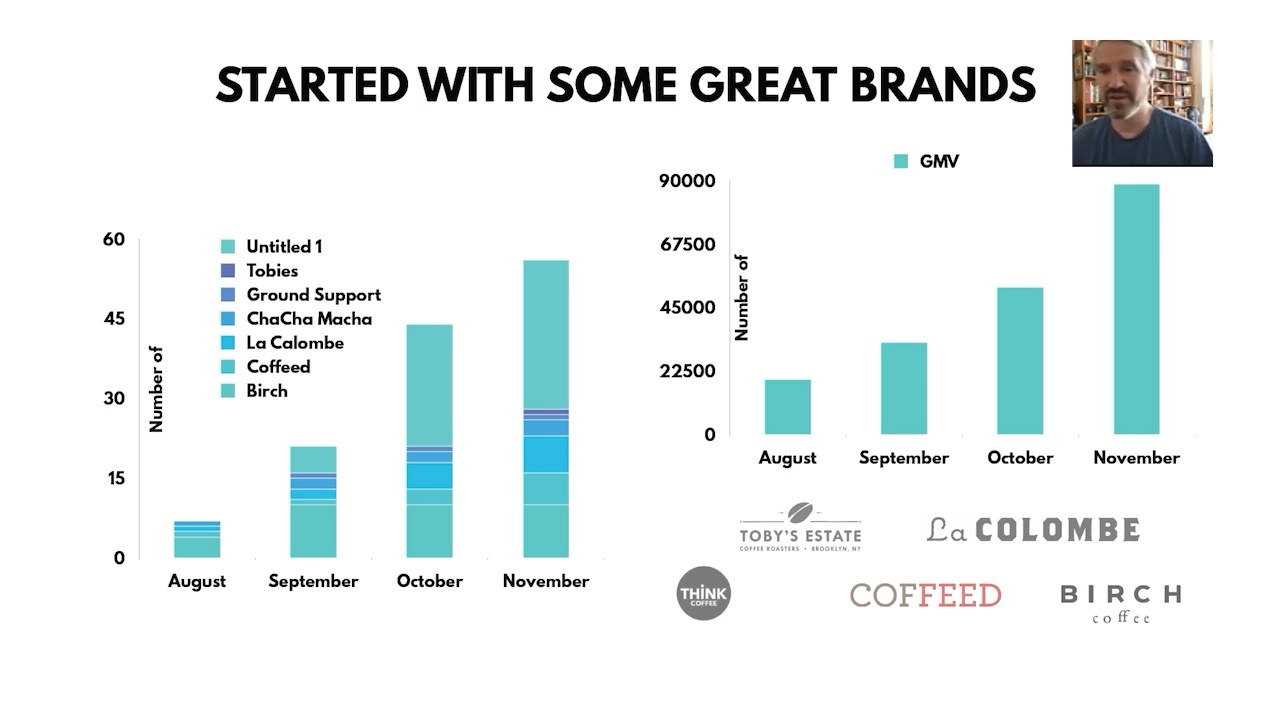 STARTED WITH SOME GREAT BRANDS
60
45
30
15
0
Number of
Untitled 1
Tobies
Ground Support
ChaCha Macha
La Calombe
Coffeed
Birch
August September October November
GMV
90000
67500
45000
22500
0
Number of
August September October November
TOBY'S ESTATE
COFFEE ROASTERS • BROOKLYN, NY
La COLOMBE
THINK
COFFEE
COFFEED
BIRCH
coffee